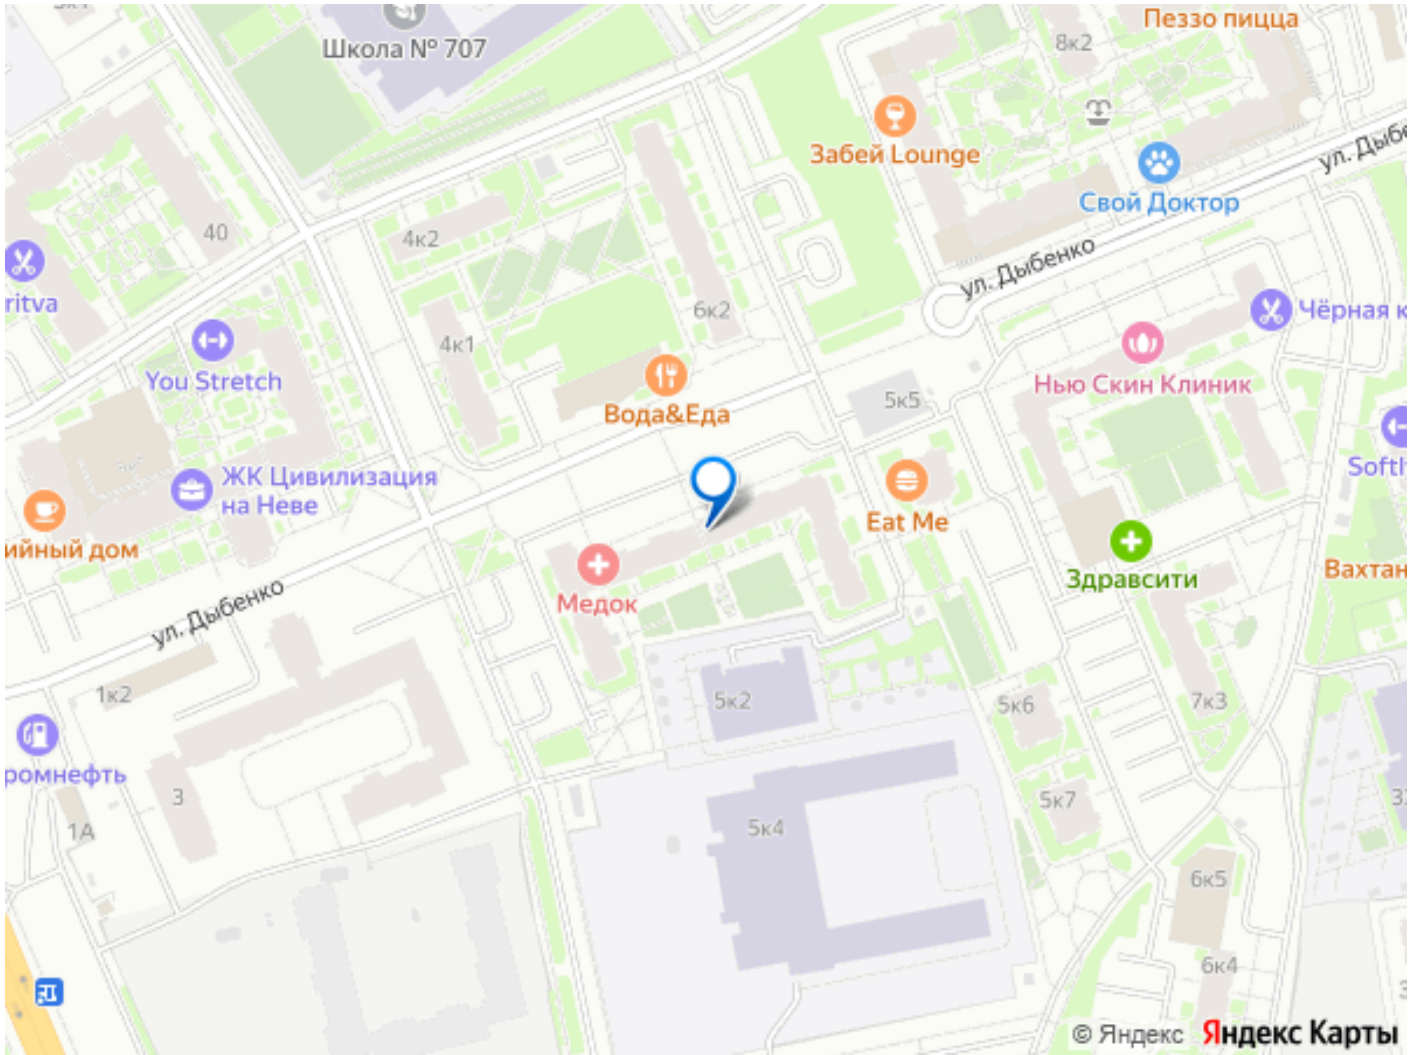 Школа № 707
Пеззо пицца
8к2
Забей Lounge
ул. Дыбе
Свой Доктор
40
4к2
ул. Дыбенко
ritva
6к2
Чёрная к
4к1
You Stretch
Нью Скин Клиник
5к5
Вода&Еда
ЖК Цивилизация
на Неве
Softl
Eat Me
ийный дом
Здравсити
Вахтан
Медок
ул. Дыбенко
1к2
5к2
5к6
7к3
ромнефть
3
5к7
1А
5к4
6к5
6к4
© Яндекс Яндекс Карты